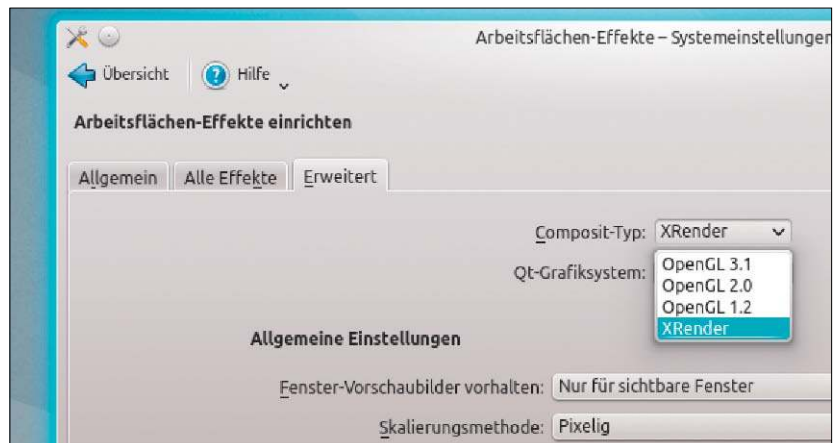 Arbeitsflächen-Effekte – Systemeinstellungen
Übersicht Hilfe
Arbeitsflächen-Effekte einrichten
Allgemein Alle Effekte Erweitert
Composit-Typ: XRender
Qt-Grafiksystem:
OpenGL 3.1
OpenGL 2.0
OpenGL 1.2
XRender
Allgemeine Einstellungen
Fenster-Vorschaubilder vorhalten: Nur für sichtbare Fenster
Skalierungsmethode: Pixelig